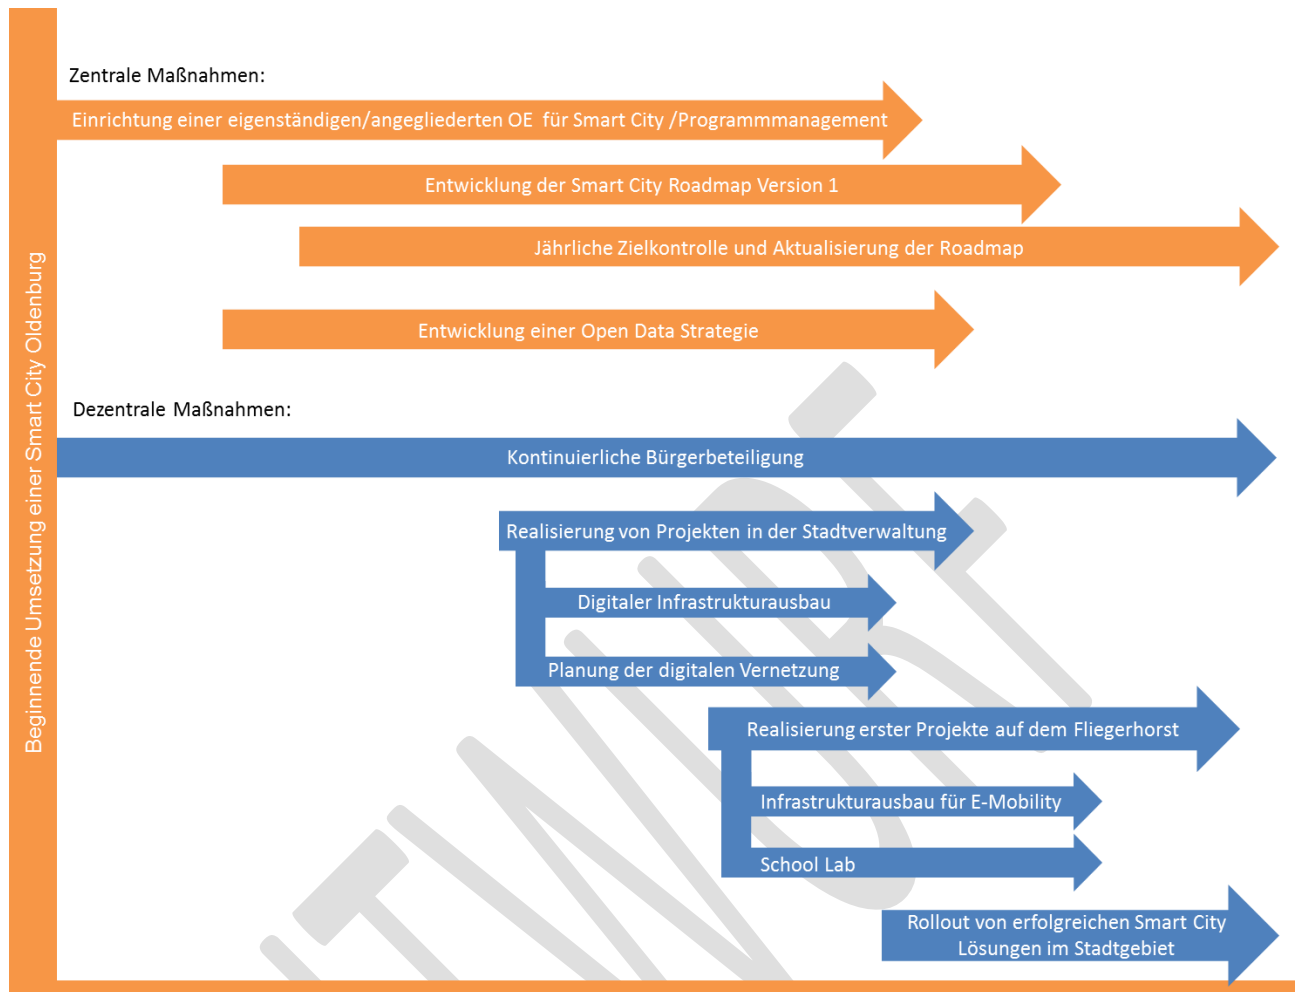 Beginnende Umsetzung einer Smart City Oldenburg
Zentrale Maßnahmen:
Einrichtung einer eigenständigen/angegliederten OE für Smart City /Programmmanagement
Entwicklung der Smart City Roadmap Version 1
Jährliche Zielkontrolle und Aktualisierung der Roadmap
Entwicklung einer Open Data Strategie
Dezentrale Maßnahmen:
Kontinuierliche Bürgerbeteiligung
Realisierung von Projekten in der Stadtverwaltung
Digitaler Infrastrukturausbau
Planung der digitalen Vernetzung
Realisierung erster Projekte auf dem Fliegerhorst
Infrastrukturausbau für E-Mobility
School Lab
Rollout von erfolgreichen Smart City
Lösungen im Stadtgebiet